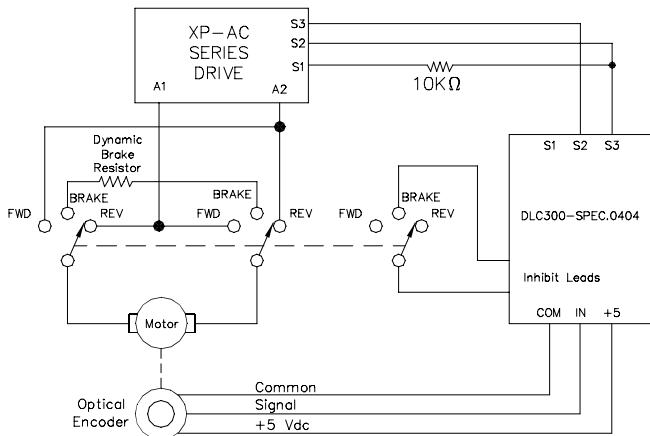 XP-AC
SERIES
DRIVE
S3
S2
S1
A1
A2
10KΩ
Dynamic
Brake
Resistor
S1 S2 S3
BRAKE
BRAKE
BRAKE
FWD
REV
FWD
REV
FWD
REV
DLC300-SPEC.0404
Inhibit Leads
COM IN +5
Motor
Common
Optical
Encoder
Signal
+5 Vdc